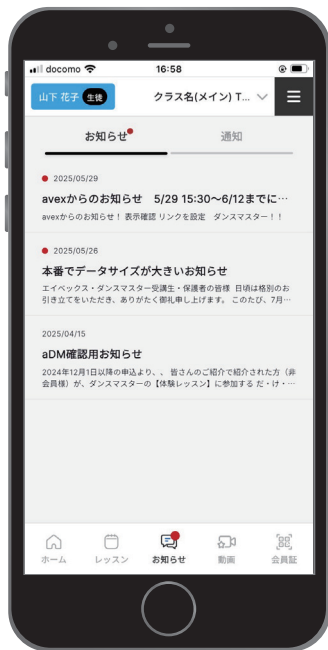 docomo 16:58
山下 花子 生徒 クラス名(メイン) T...
お知らせ 通知
2025/05/29
avexからのお知らせ 5/29 15:30〜6/12までに…
avexからのお知らせ！ 表示確認 リンクを設定 ダンスマスター！！
2025/05/26
本番でデータサイズが大きいお知らせ
エイベックス・ダンスマスター受講生・保護者の皆様 日頃は格別のお
引き立てをいただき、ありがたく御礼申し上げます。 このたび、7月…
2025/04/15
aDM確認用お知らせ
2024年12月1日以降の申込より、、 皆さんのご紹介で紹介された方（非
会員様）が、ダンスマスターの【体験レッスン】に参加する だ・け・…
ホーム レッスン お知らせ 動画 会員証